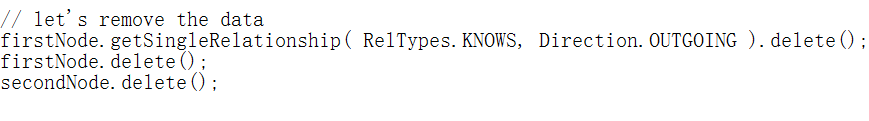 // let's remove the data
firstNode.getSingleRelationship( RelTypes.KNOWS, Direction.OUTGOING ).delete();
firstNode.delete();
secondNode.delete();